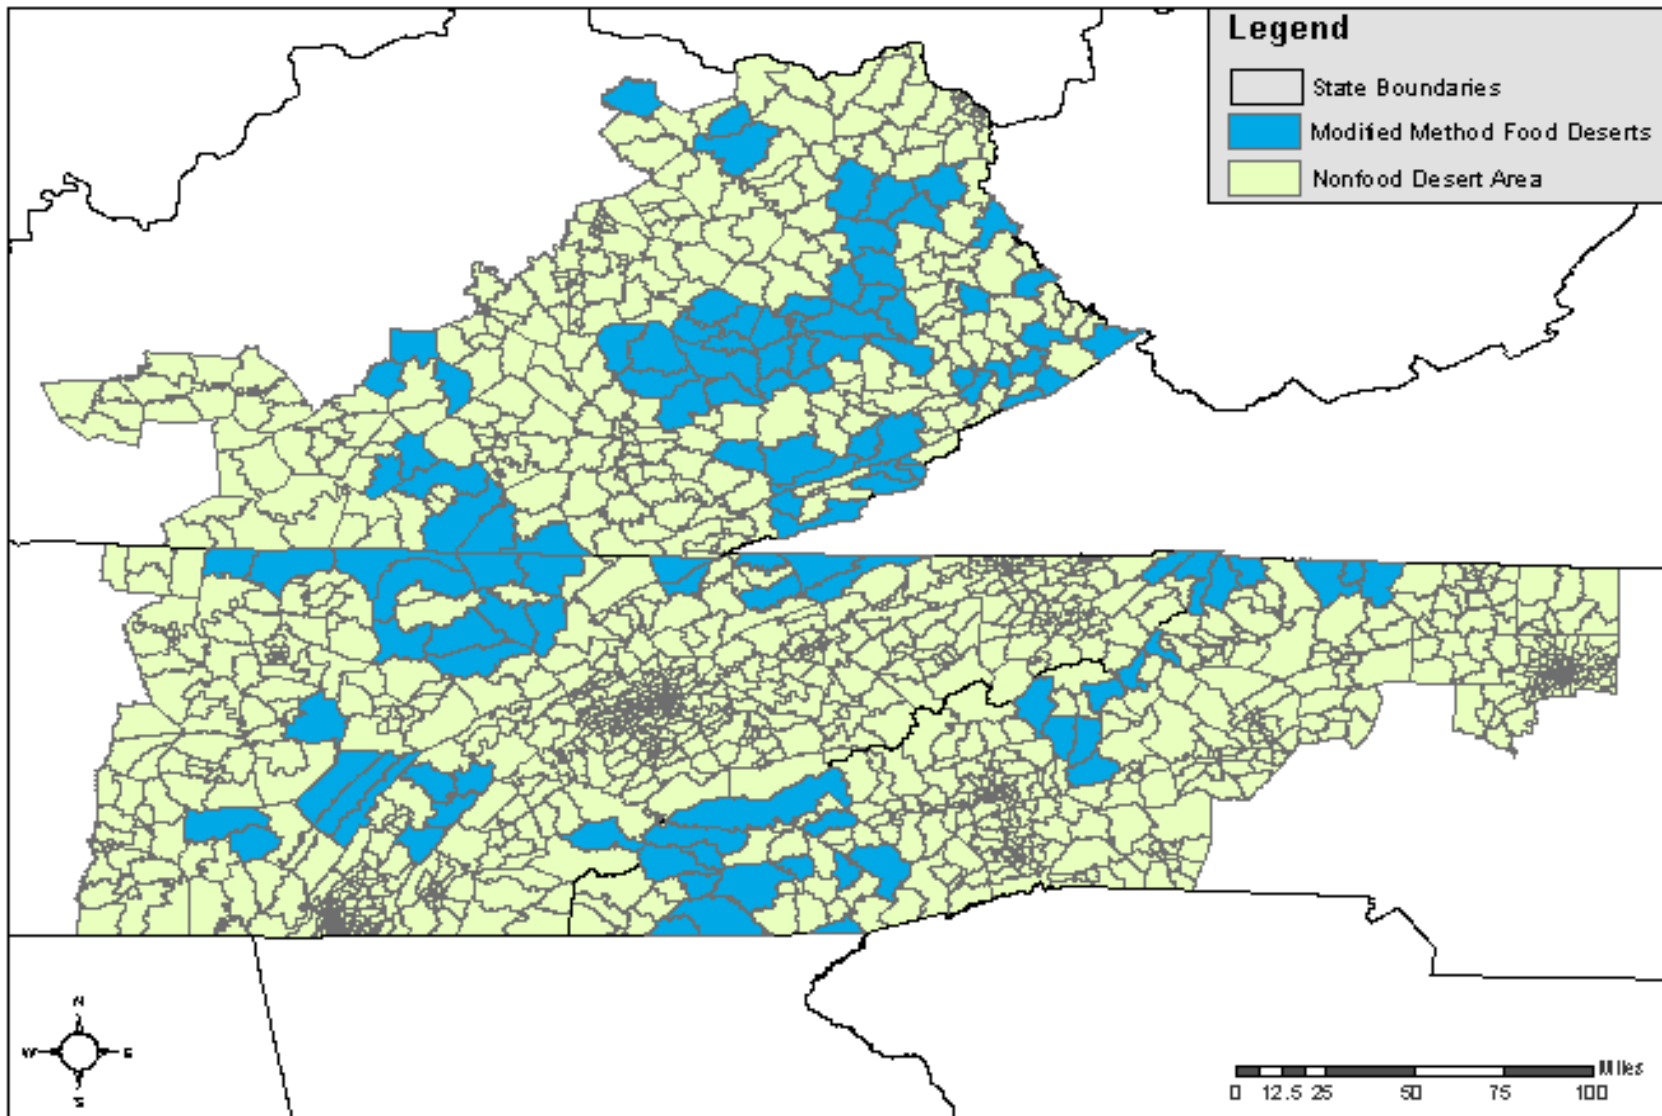 Legend
State Boundaries
Modified Method Food Deserts
Nonfood Desert Area
N
W E
S
Miles
0 12.5 25 50 75 100